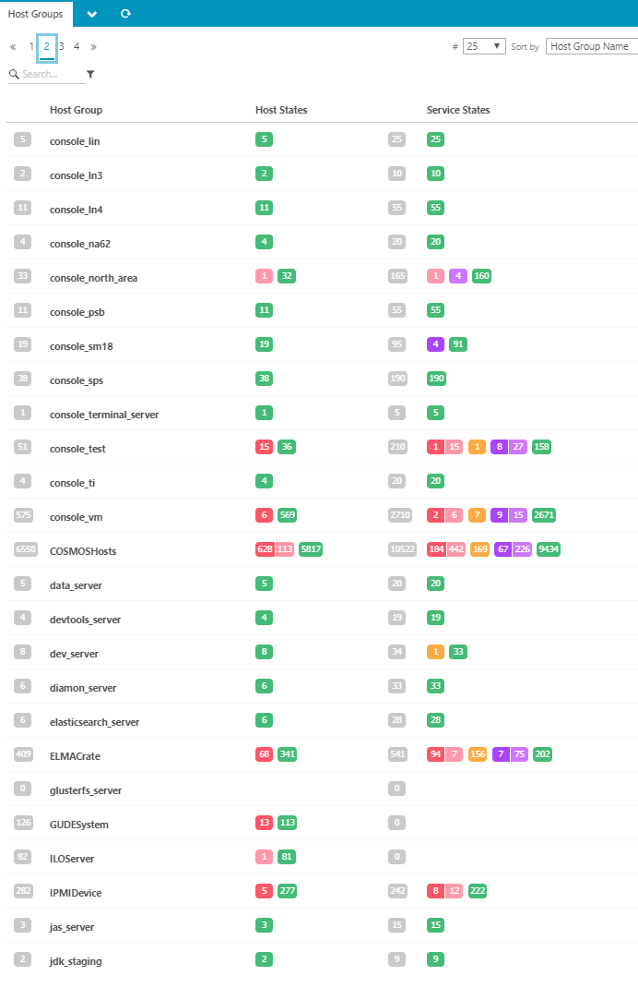 Host Groups
« 1 2 3 4 » # 25 Sort by Host Group Name
Search...
Host Group Host States Service States
5 console_lin 5 25 25
2 console_ln3 2 10 10
11 console_ln4 11 55 55
4 console_na62 4 20 20
33 console_north_area 1 32 165 1 4 160
11 console_psb 11 55 55
19 console_sm18 19 95 4 91
38 console_sps 38 190 190
1 console_terminal_server 1 5 5
51 console_test 15 36 210 1 15 1 8 27 158
4 console_ti 4 20 20
575 console_vm 6 569 2710 2 6 7 9 15 2671
6558 COSMOSHosts 628 113 5817 10522 184 442 169 67 226 9434
5 data_server 5 20 20
4 devtools_server 4 19 19
8 dev_server 8 34 1 33
6 diamon_server 6 33 33
6 elasticsearch_server 6 28 28
409 ELMACrate 68 341 541 94 7 156 7 75 202
0 glusterfs_server 0
126 GUDESystem 13 113 0
82 ILOServer 1 81 0
282 IPMIDevice 5 277 242 8 12 222
3 jas_server 3 15 15
2 jdk_staging 2 9 9